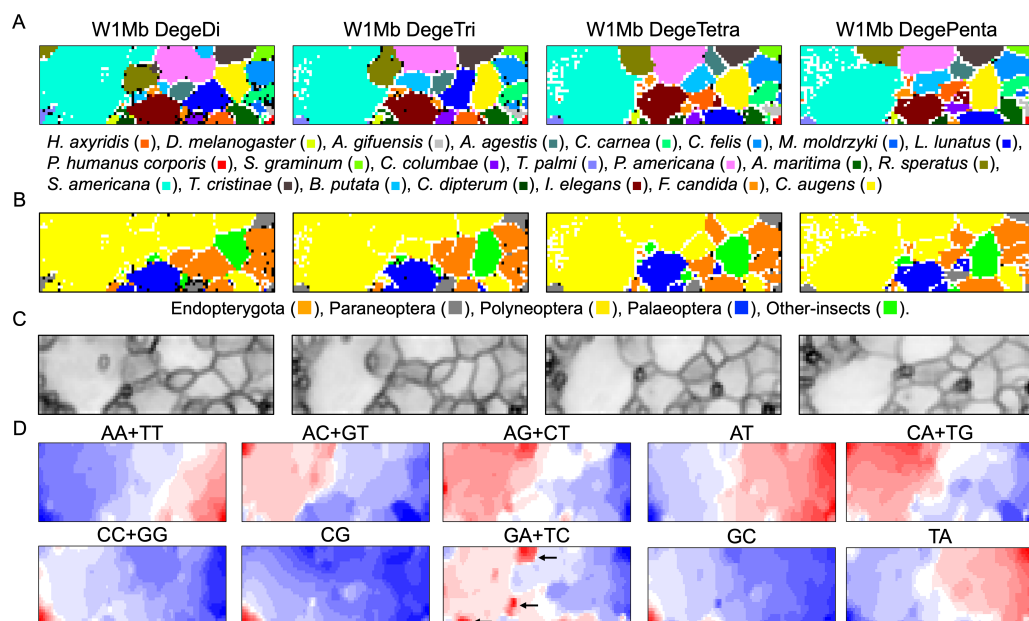 A
W1Mb DegeDi W1Mb DegeTri W1Mb DegeTetra W1Mb DegePenta
H. axyridis (■), D. melanogaster (■), A. gifuensis (■), A. agestis (■), C. carnea (■), C. felis (■), M. moldrzyki (■), L. lunatus (■),
P. humanus corporis (■), S. graminum (■), C. columbae (■), T. palmi (■), P. americana (■), A. maritima (■), R. speratus (■),
S. americana (■), T. cristinae (■), B. putata (■), C. dipterum (■), I. elegans (■), F. candida (■), C. augens (■)
B
Endopterygota (■), Paraneoptera (■), Polyneoptera (■), Palaeoptera (■), Other-insects (■).
C
D
AA+TT AC+GT AG+CT AT CA+TG
CC+GG CG GA+TC GC TA